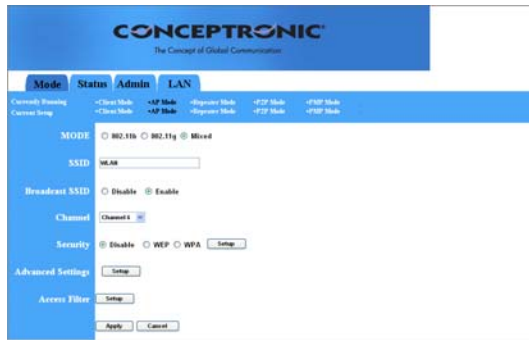 CONCEPTRONIC
The Concept of Global Communication
Mode Status Admin LAN
Currently Running •Client Mode •AP Mode •Repeater Mode •P2P Mode •PMP Mode
Current Setup •Client Mode •AP Mode •Repeater Mode •P2P Mode •PMP Mode
MODE 802.11b 802.11g Mixed
SSID WLAN
Broadcast SSID Disable Enable
Channel Channel 6
Security Disable WEP WPA Setup
Advanced Settings Setup
Access Filter Setup
Apply Cancel